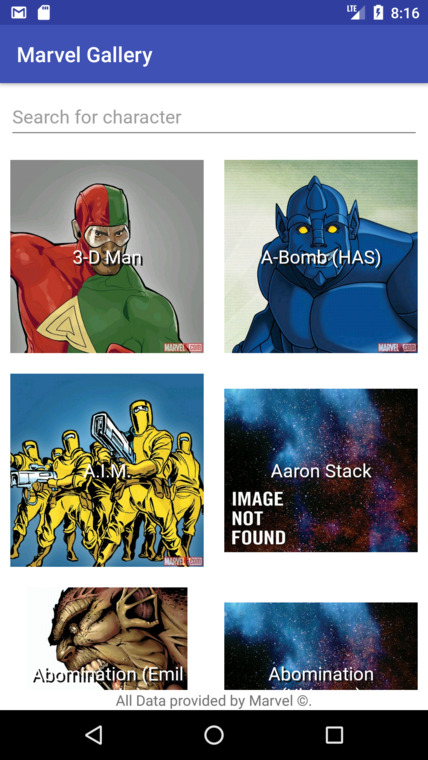 LTE 8:16
Marvel Gallery
Search for character
3-D Man
A-Bomb (HAS)
MARVEL
MARVEL
A.I.M.
Aaron Stack
IMAGE
NOT
FOUND
MARVEL
Abomination (Emil
Abomination
All Data provided by Marvel ©.